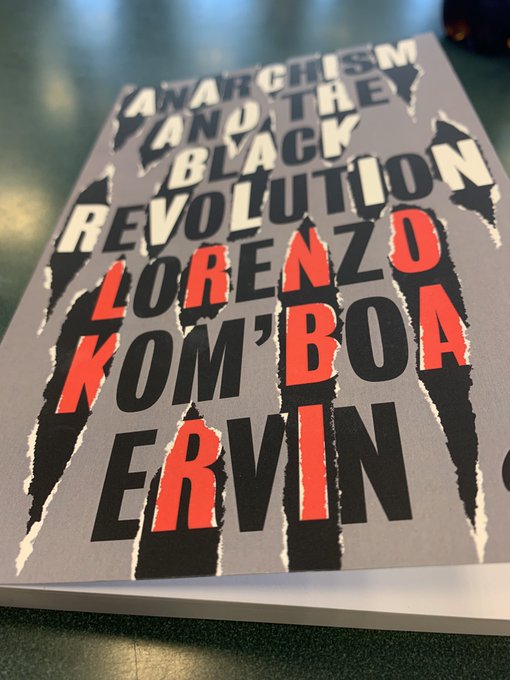 ANARCHISM
AND THE
BLACK
REVOLUTION
LORENZO
KOM'BOA
ERVIN